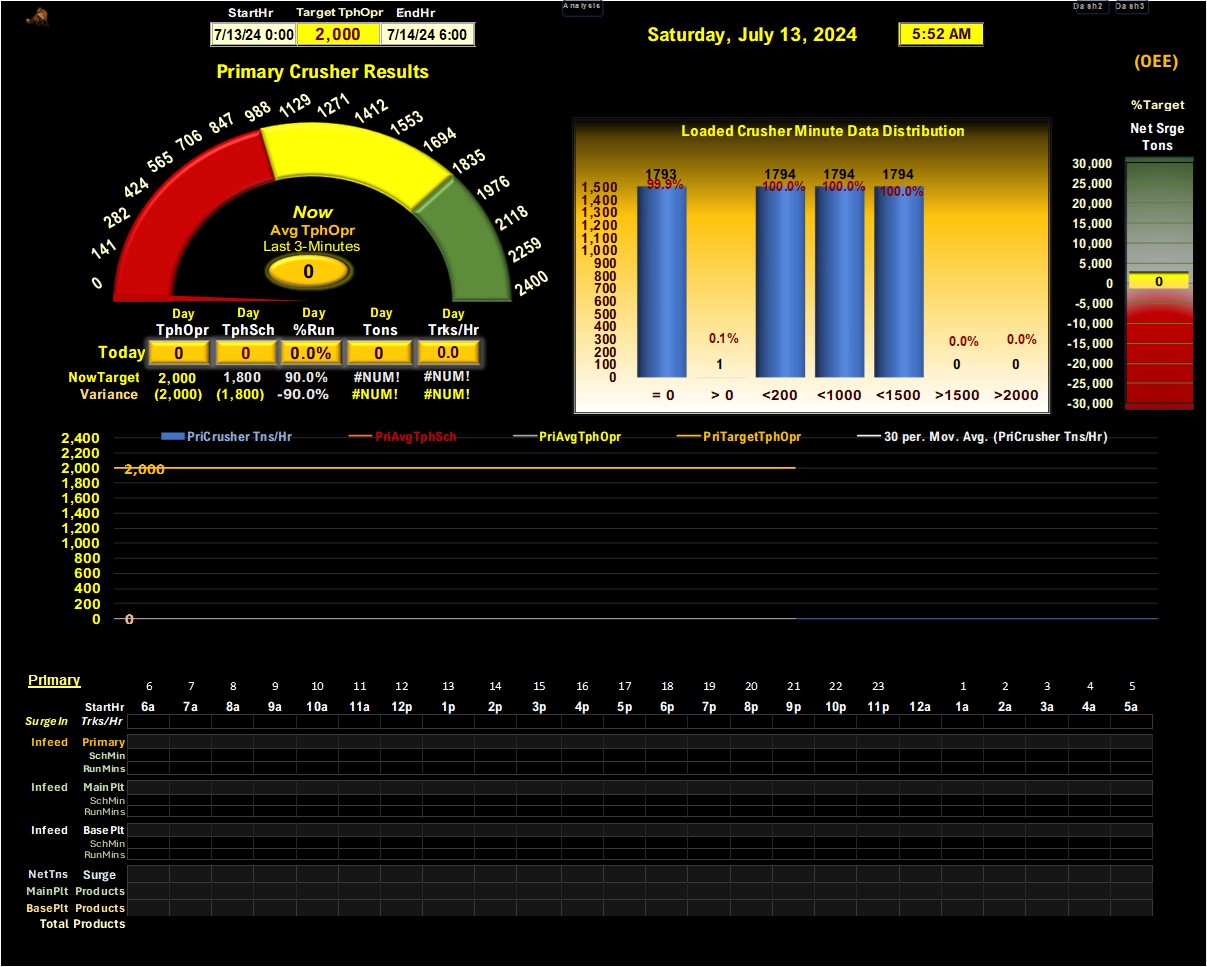 Analysis
Dash2 Dash3
StartHr Target TphOpr EndHr
7/13/24 0:00 2,000 7/14/24 6:00
Saturday, July 13, 2024 5:52 AM
(OEE)
Primary Crusher Results
0
141
282
424
565
706
847
988
1129
1271
1412
1553
1694
1835
1976
2118
2259
2400
Now
Avg TphOpr
Last 3-Minutes
0
Day Day Day Day Day
TphOpr TphSch %Run Tons Trks/Hr
Today 0 0 0.0% 0 0.0
NowTarget 2,000 1,800 90.0% #NUM! #NUM!
Variance (2,000) (1,800) -90.0% #NUM! #NUM!
Loaded Crusher Minute Data Distribution
1793 1794 1794 1794
99.9% 100.0% 100.0% 100.0%
0.1% 0.0% 0.0%
1 0 0
1,500
1,400
1,300
1,200
1,100
1,000
900
800
700
600
500
400
300
200
100
0
= 0 > 0 <200 <1000 <1500 >1500 >2000
%Target
Net Srge
Tons
30,000
25,000
20,000
15,000
10,000
5,000
0
-5,000
-10,000
-15,000
-20,000
-25,000
-30,000
0
PriCrusher Tns/Hr PriAvgTphSch PriAvgTphOpr PriTargetTphOpr 30 per. Mov. Avg. (PriCrusher Tns/Hr)
2,400
2,200
2,000
1,800
1,600
1,400
1,200
1,000
800
600
400
200
0
2,000
0
Primary
6 7 8 9 10 11 12 13 14 15 16 17 18 19 20 21 22 23 1 2 3 4 5
StartHr 6a 7a 8a 9a 10a 11a 12p 1p 2p 3p 4p 5p 6p 7p 8p 9p 10p 11p 12a 1a 2a 3a 4a 5a
SurgeIn Trks/Hr
Infeed Primary
SchMin
RunMins
Infeed MainPlt
SchMin
RunMins
Infeed BasePlt
SchMin
RunMins
NetTns Surge
MainPlt Products
BasePlt Products
Total Products